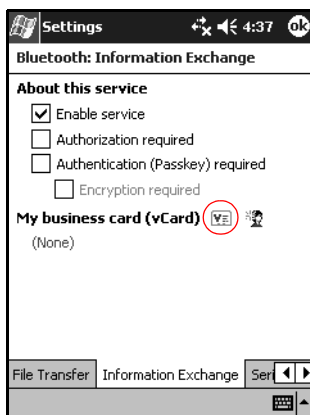 Settings 4:37 ok
Bluetooth: Information Exchange
About this service
Enable service
Authorization required
Authentication (Passkey) required
Encryption required
My business card (vCard)
(None)
File Transfer Information Exchange Seri